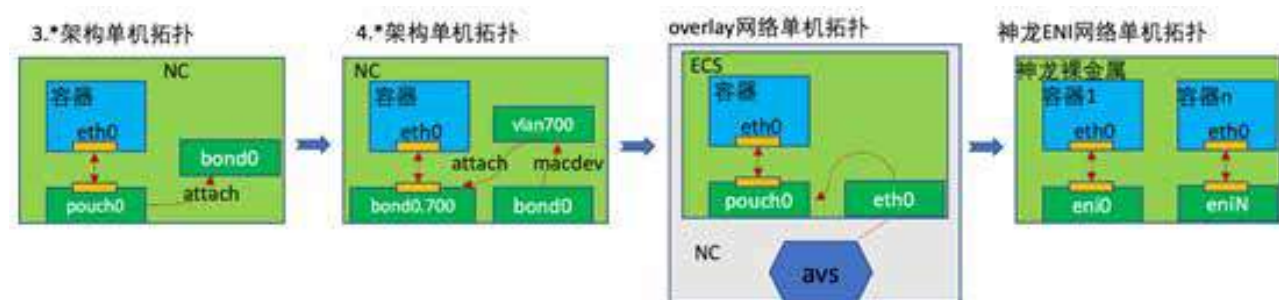 3.*架构单机拓扑
NC
容器
eth0
bond0
attach
pouch0
4.*架构单机拓扑
NC
容器
eth0
vlan700
attach
macdev
bond0.700
bond0
overlay网络单机拓扑
ECS
容器
eth0
pouch0
eth0
NC
avs
神龙ENI网络单机拓扑
神龙裸金属
容器1
容器n
eth0
eth0
eni0
eniN